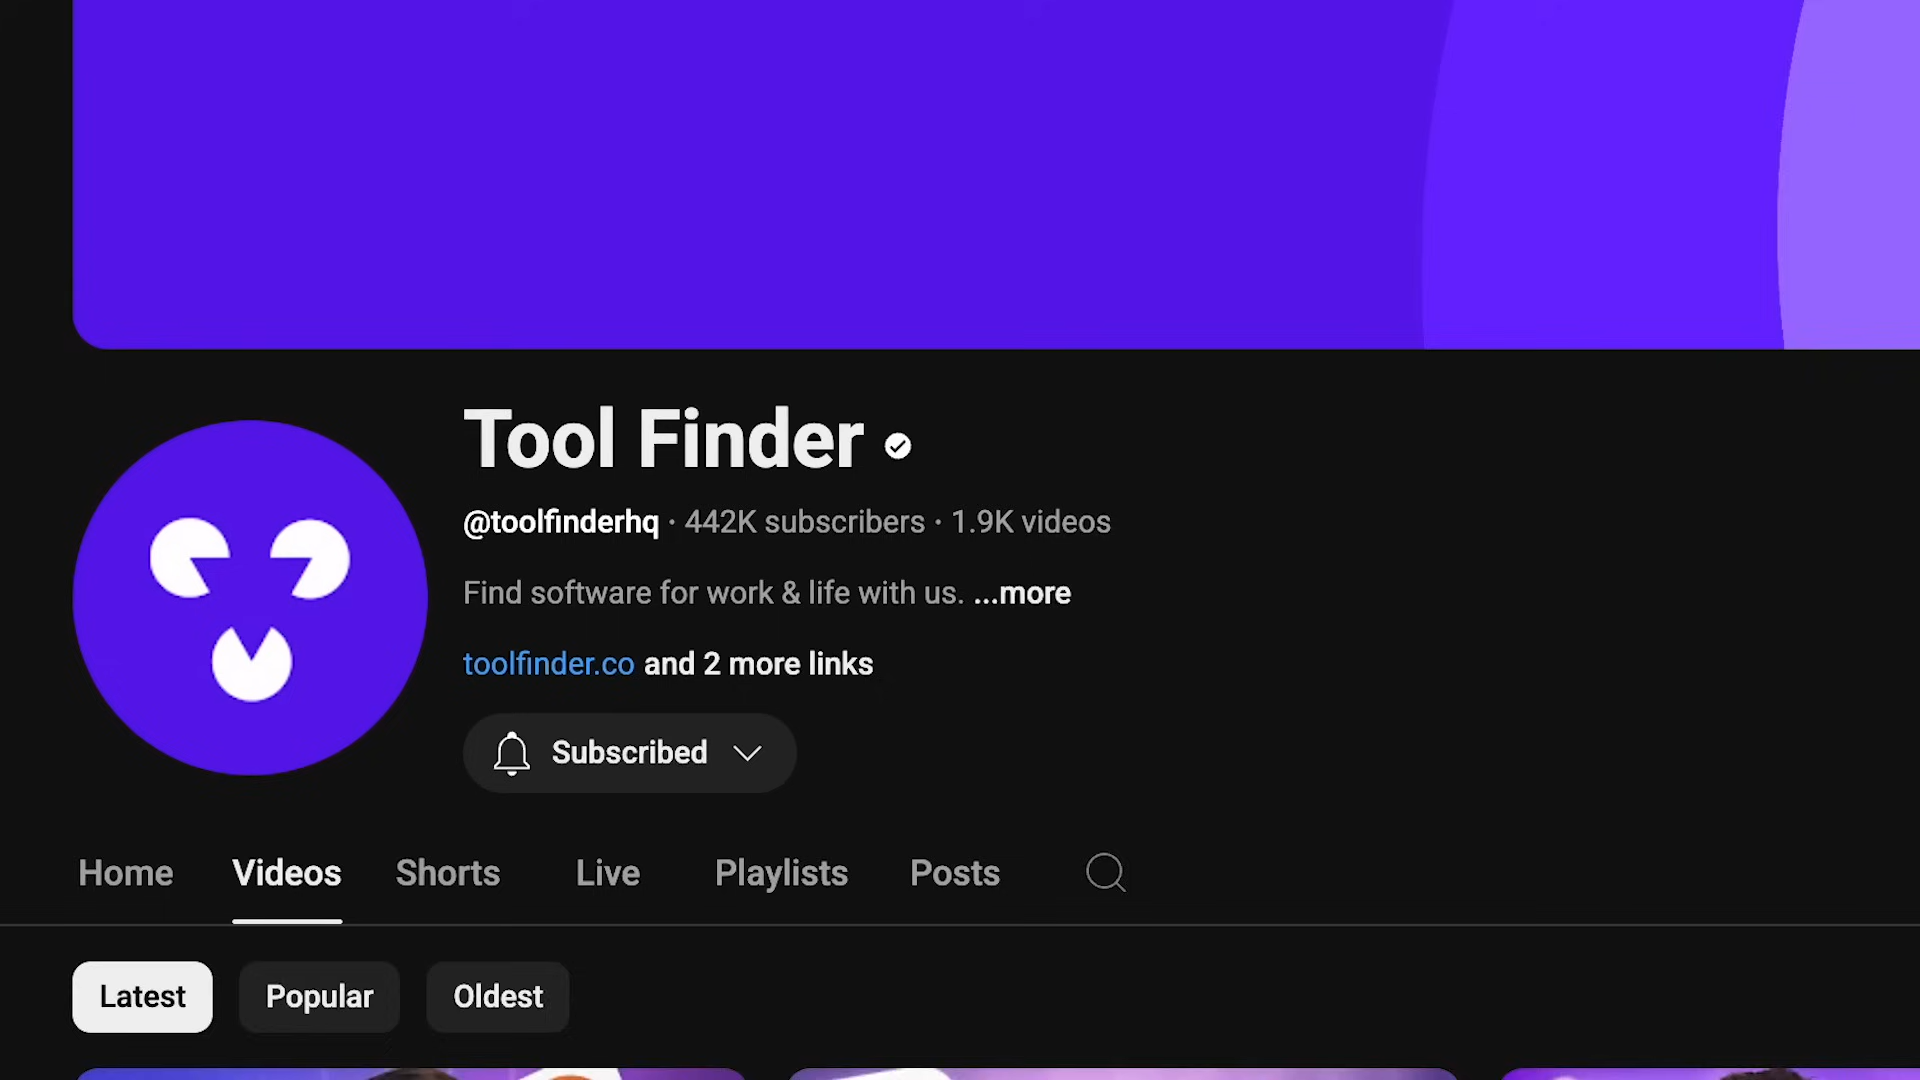 Tool Finder
@toolfinderhq · 442K subscribers · 1.9K videos
Find software for work & life with us. ...more
toolfinder.co and 2 more links
Subscribed
Home Videos Shorts Live Playlists Posts
Latest Popular Oldest